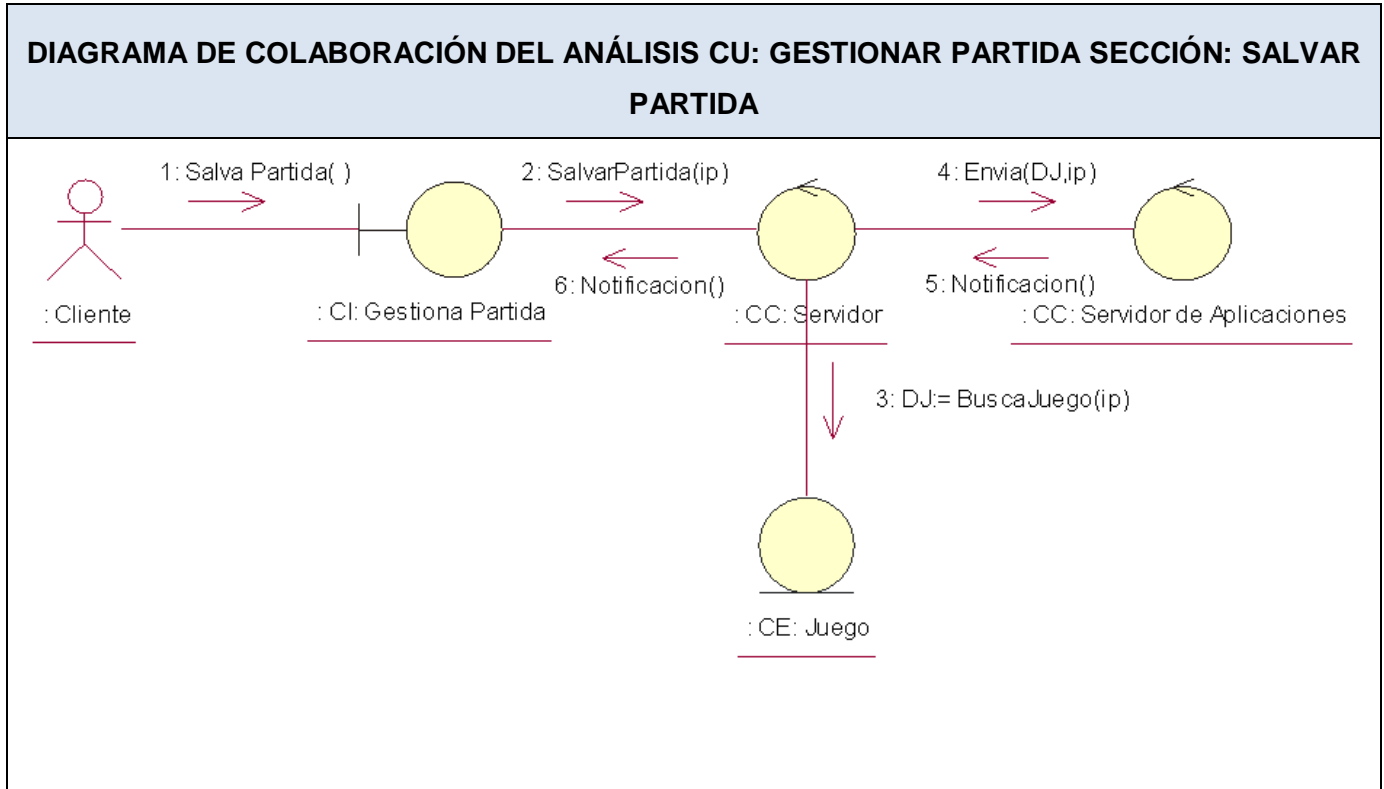 DIAGRAMA DE COLABORACIÓN DEL ANÁLISIS CU: GESTIONAR PARTIDA SECCIÓN: SALVAR
PARTIDA
1: Salva Partida( )
2: SalvarPartida(ip)
4: Envia(DJ,ip)
6: Notificacion()
5: Notificacion()
: Cliente
: CI: Gestiona Partida
: CC: Servidor
: CC: Servidor de Aplicaciones
3: DJ:= BuscaJuego(ip)
: CE: Juego